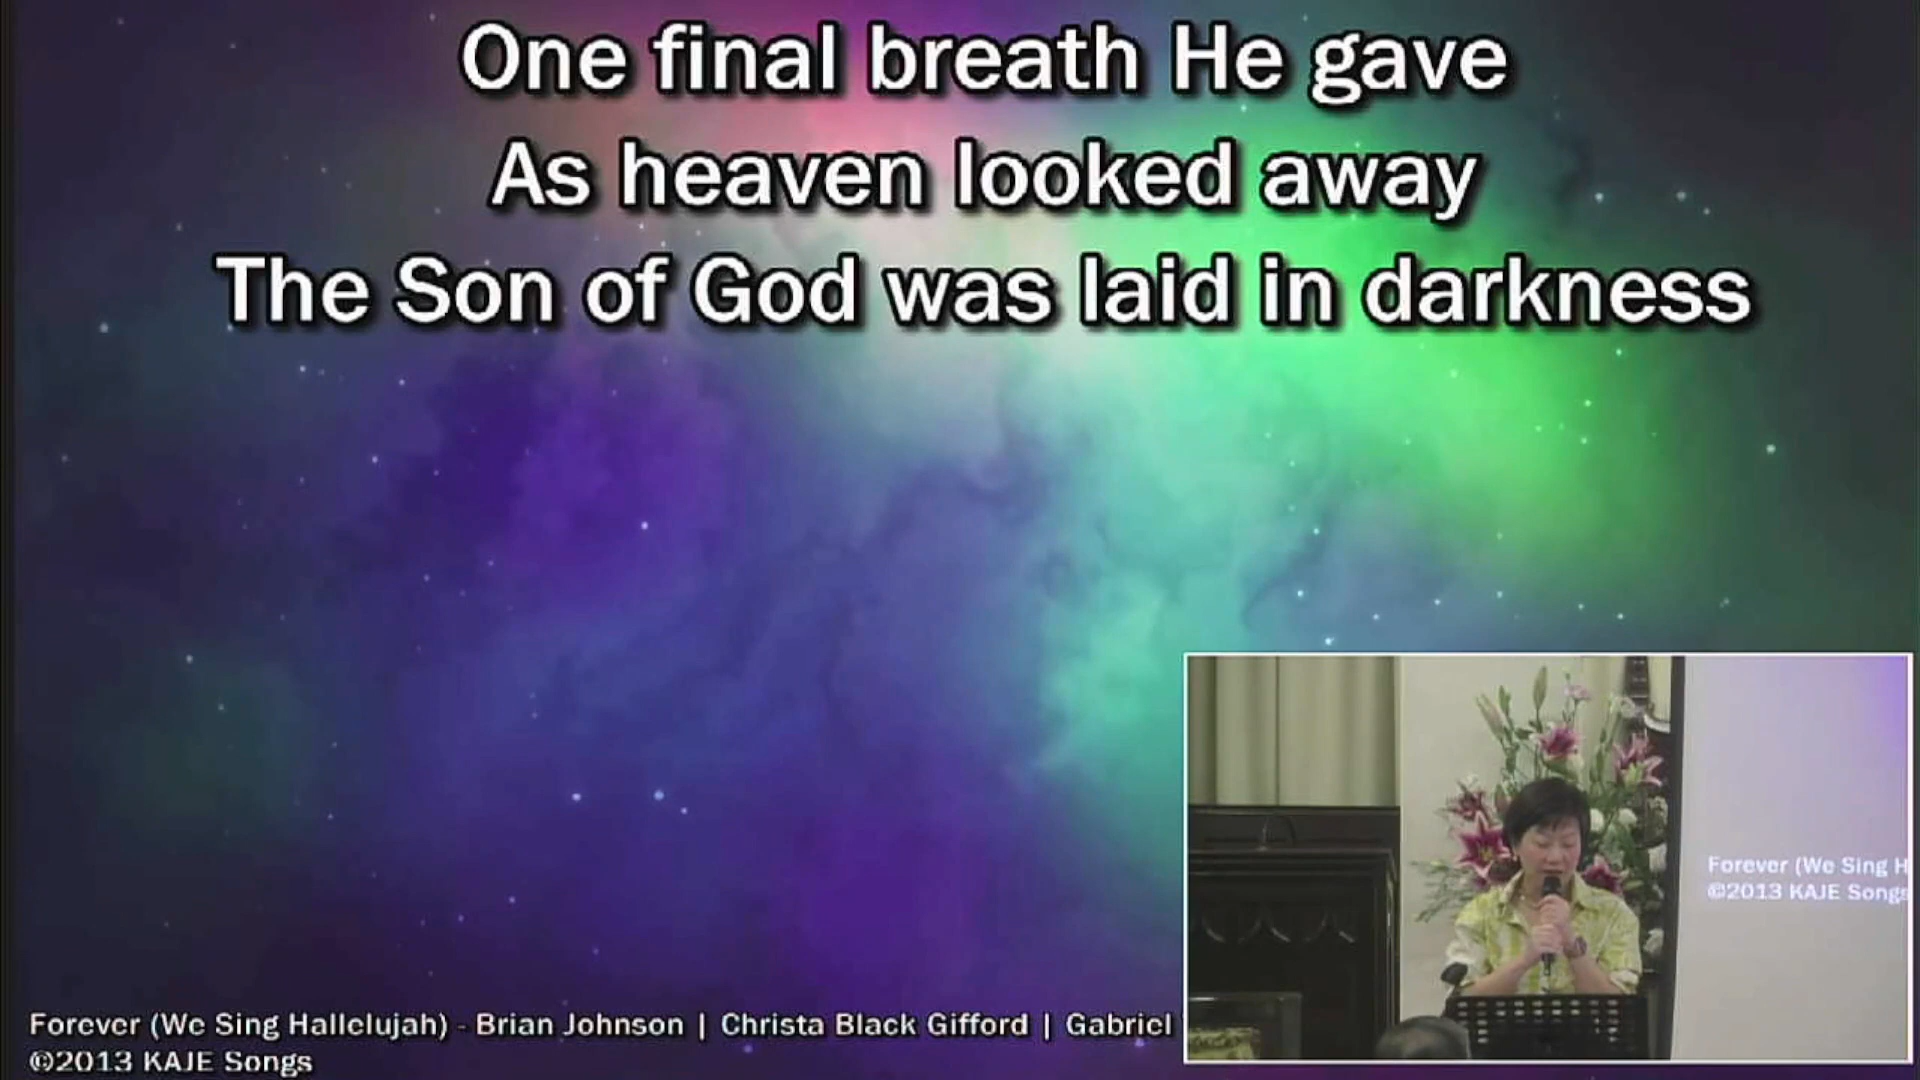 One final breath He gave
As heaven looked away
The Son of God was laid in darkness
Forever (We Sing Hallelujah) - Brian Johnson | Christa Black Gifford | Gabriel
©2013 KAJE Songs
Forever (We Sing H
©2013 KAJE Songs